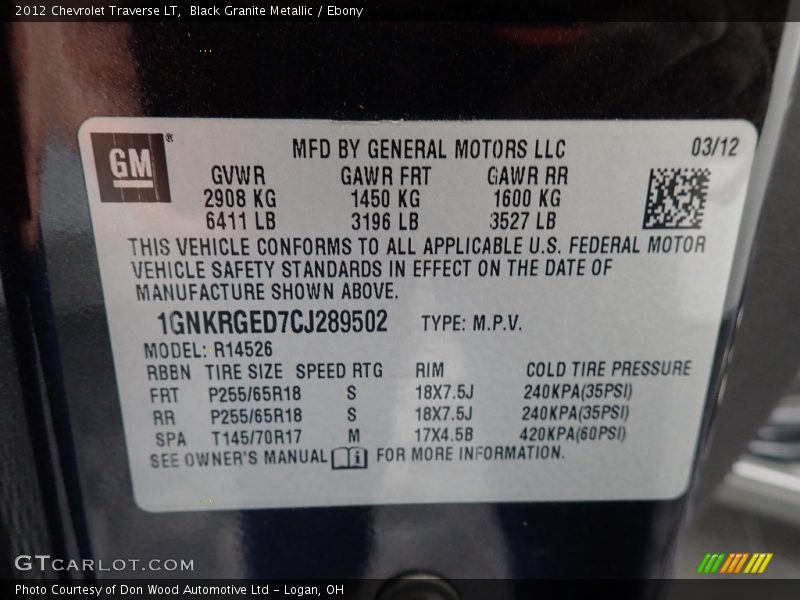 2012 Chevrolet Traverse LT, Black Granite Metallic / Ebony
GM®
MFD BY GENERAL MOTORS LLC 03/12
GVWR GAWR FRT GAWR RR
2908 KG 1450 KG 1600 KG
6411 LB 3196 LB 3527 LB
THIS VEHICLE CONFORMS TO ALL APPLICABLE U.S. FEDERAL MOTOR
VEHICLE SAFETY STANDARDS IN EFFECT ON THE DATE OF
MANUFACTURE SHOWN ABOVE.
1GNKRGED7CJ289502 TYPE: M.P.V.
MODEL: R14526
RBBN TIRE SIZE SPEED RTG RIM COLD TIRE PRESSURE
FRT P255/65R18 S 18X7.5J 240KPA(35PSI)
RR P255/65R18 S 18X7.5J 240KPA(35PSI)
SPA T145/70R17 M 17X4.5B 420KPA(60PSI)
SEE OWNER'S MANUAL i FOR MORE INFORMATION.
GTCARLOT.COM
Photo Courtesy of Don Wood Automotive Ltd - Logan, OH